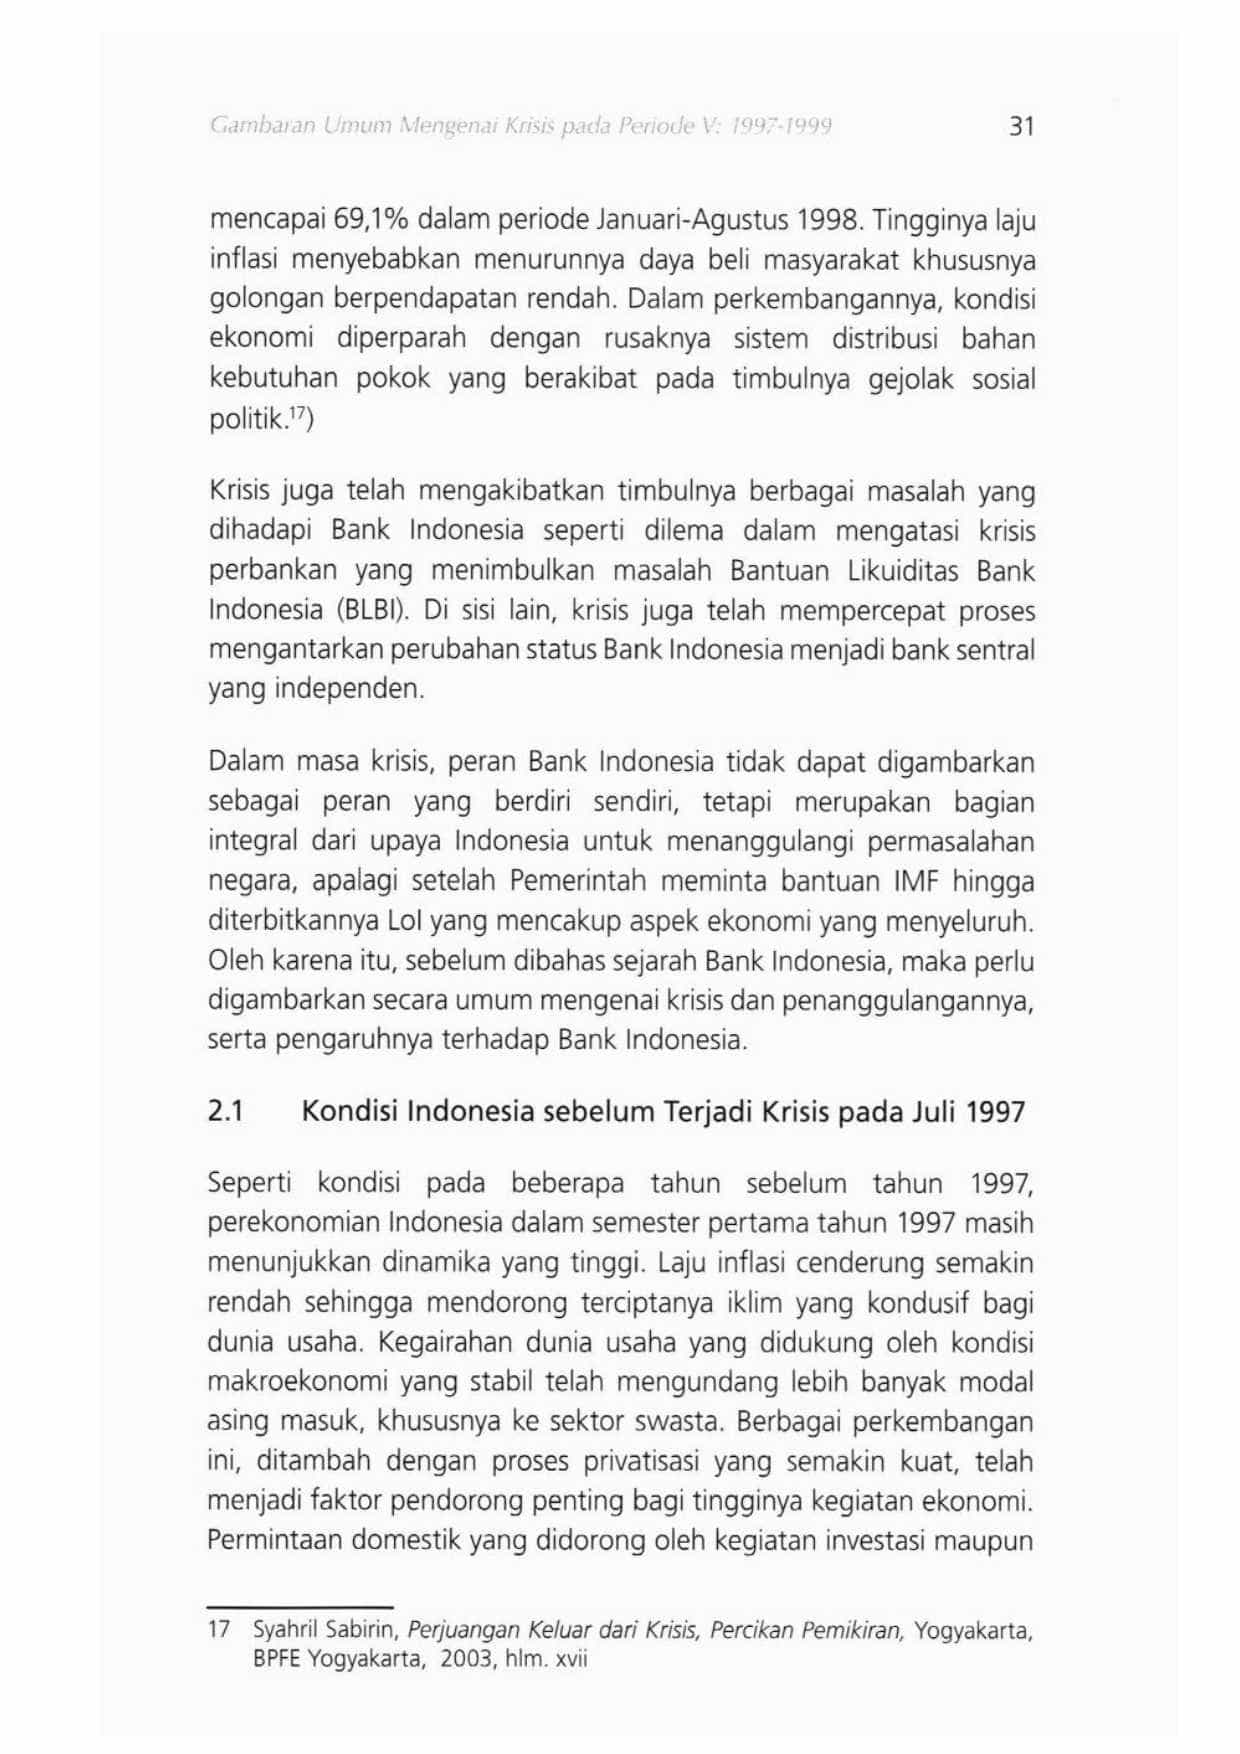 Gambaran Umum Mengenai Krisis pada Periode V: 1997-1999 31
mencapai 69,1% dalam periode Januari-Agustus 1998. Tingginya laju
inflasi menyebabkan menurunnya daya beli masyarakat khususnya
golongan berpendapatan rendah. Dalam perkembangannya, kondisi
ekonomi diperparah dengan rusaknya sistem distribusi bahan
kebutuhan pokok yang berakibat pada timbulnya gejolak sosial
politik.¹⁷)
Krisis juga telah mengakibatkan timbulnya berbagai masalah yang
dihadapi Bank Indonesia seperti dilema dalam mengatasi krisis
perbankan yang menimbulkan masalah Bantuan Likuiditas Bank
Indonesia (BLBI). Di sisi lain, krisis juga telah mempercepat proses
mengantarkan perubahan status Bank Indonesia menjadi bank sentral
yang independen.
Dalam masa krisis, peran Bank Indonesia tidak dapat digambarkan
sebagai peran yang berdiri sendiri, tetapi merupakan bagian
integral dari upaya Indonesia untuk menanggulangi permasalahan
negara, apalagi setelah Pemerintah meminta bantuan IMF hingga
diterbitkannya LoI yang mencakup aspek ekonomi yang menyeluruh.
Oleh karena itu, sebelum dibahas sejarah Bank Indonesia, maka perlu
digambarkan secara umum mengenai krisis dan penanggulangannya,
serta pengaruhnya terhadap Bank Indonesia.
2.1 Kondisi Indonesia sebelum Terjadi Krisis pada Juli 1997
Seperti kondisi pada beberapa tahun sebelum tahun 1997,
perekonomian Indonesia dalam semester pertama tahun 1997 masih
menunjukkan dinamika yang tinggi. Laju inflasi cenderung semakin
rendah sehingga mendorong terciptanya iklim yang kondusif bagi
dunia usaha. Kegairahan dunia usaha yang didukung oleh kondisi
makroekonomi yang stabil telah mengundang lebih banyak modal
asing masuk, khususnya ke sektor swasta. Berbagai perkembangan
ini, ditambah dengan proses privatisasi yang semakin kuat, telah
menjadi faktor pendorong penting bagi tingginya kegiatan ekonomi.
Permintaan domestik yang didorong oleh kegiatan investasi maupun
17 Syahril Sabirin, Perjuangan Keluar dari Krisis, Percikan Pemikiran, Yogyakarta,
BPFE Yogyakarta, 2003, hlm. xvii